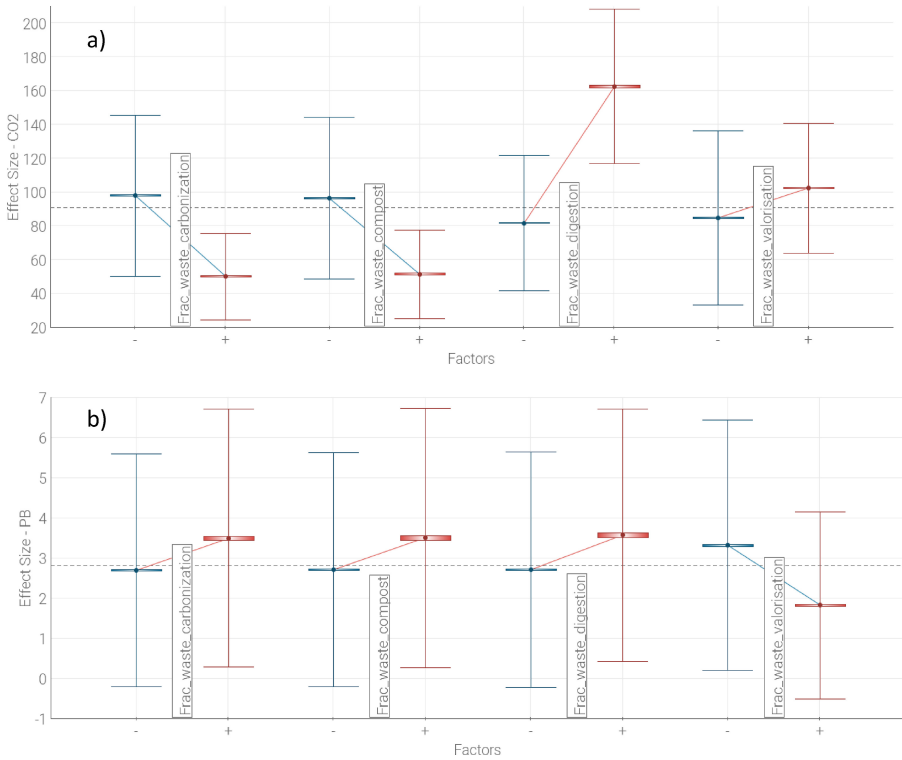 a)
Effect Size - CO2
200
180
160
140
120
100
80
60
40
20
Frac_waste_carbonization
Frac_waste_compost
Frac_waste_digestion
Frac_waste_valorisation
- + - + - + - +
Factors
b)
Effect Size - PB
7
6
5
4
3
2
1
0
-1
Frac_waste_carbonization
Frac_waste_compost
Frac_waste_digestion
Frac_waste_valorisation
- + - + - + - +
Factors